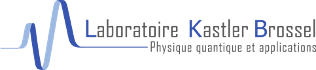 Laboratoire Kastler Brossel
Physique quantique et applications